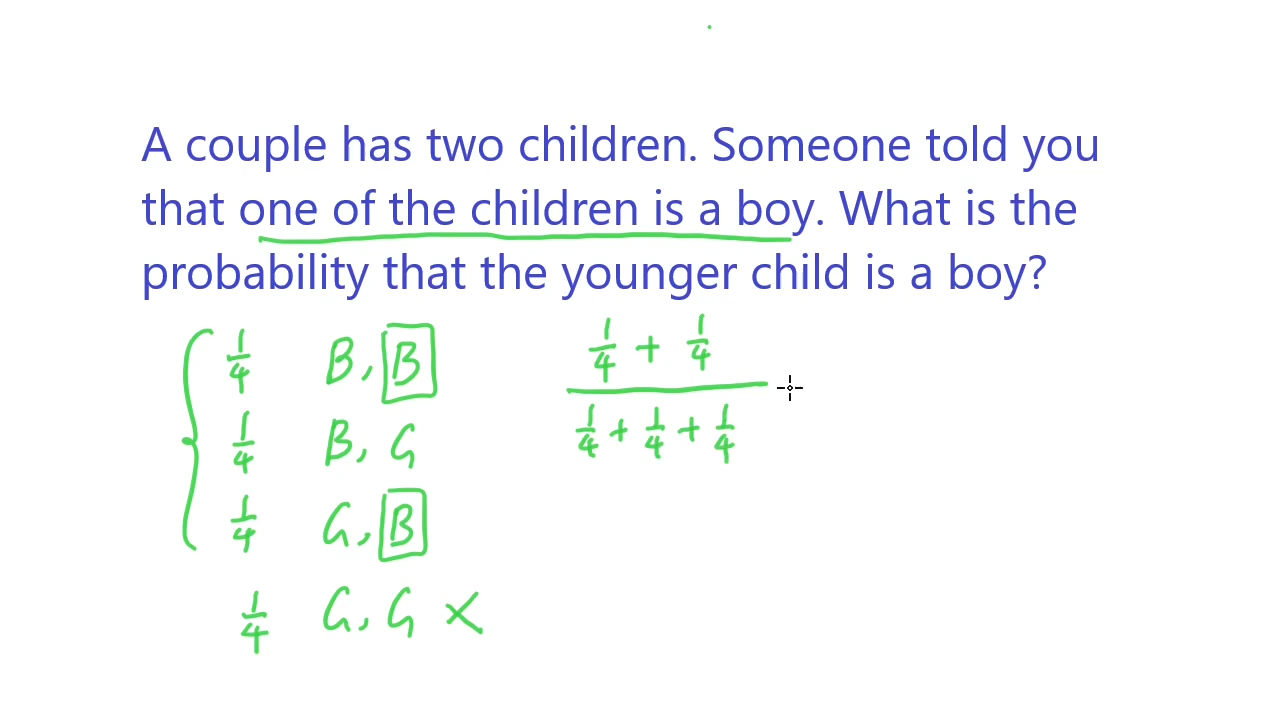 A couple has two children. Someone told you
that one of the children is a boy. What is the
probability that the younger child is a boy?
1/4 B, B
1/4 B, G
1/4 G, B
1/4 G, G ×
1/4 + 1/4
1/4 + 1/4 + 1/4